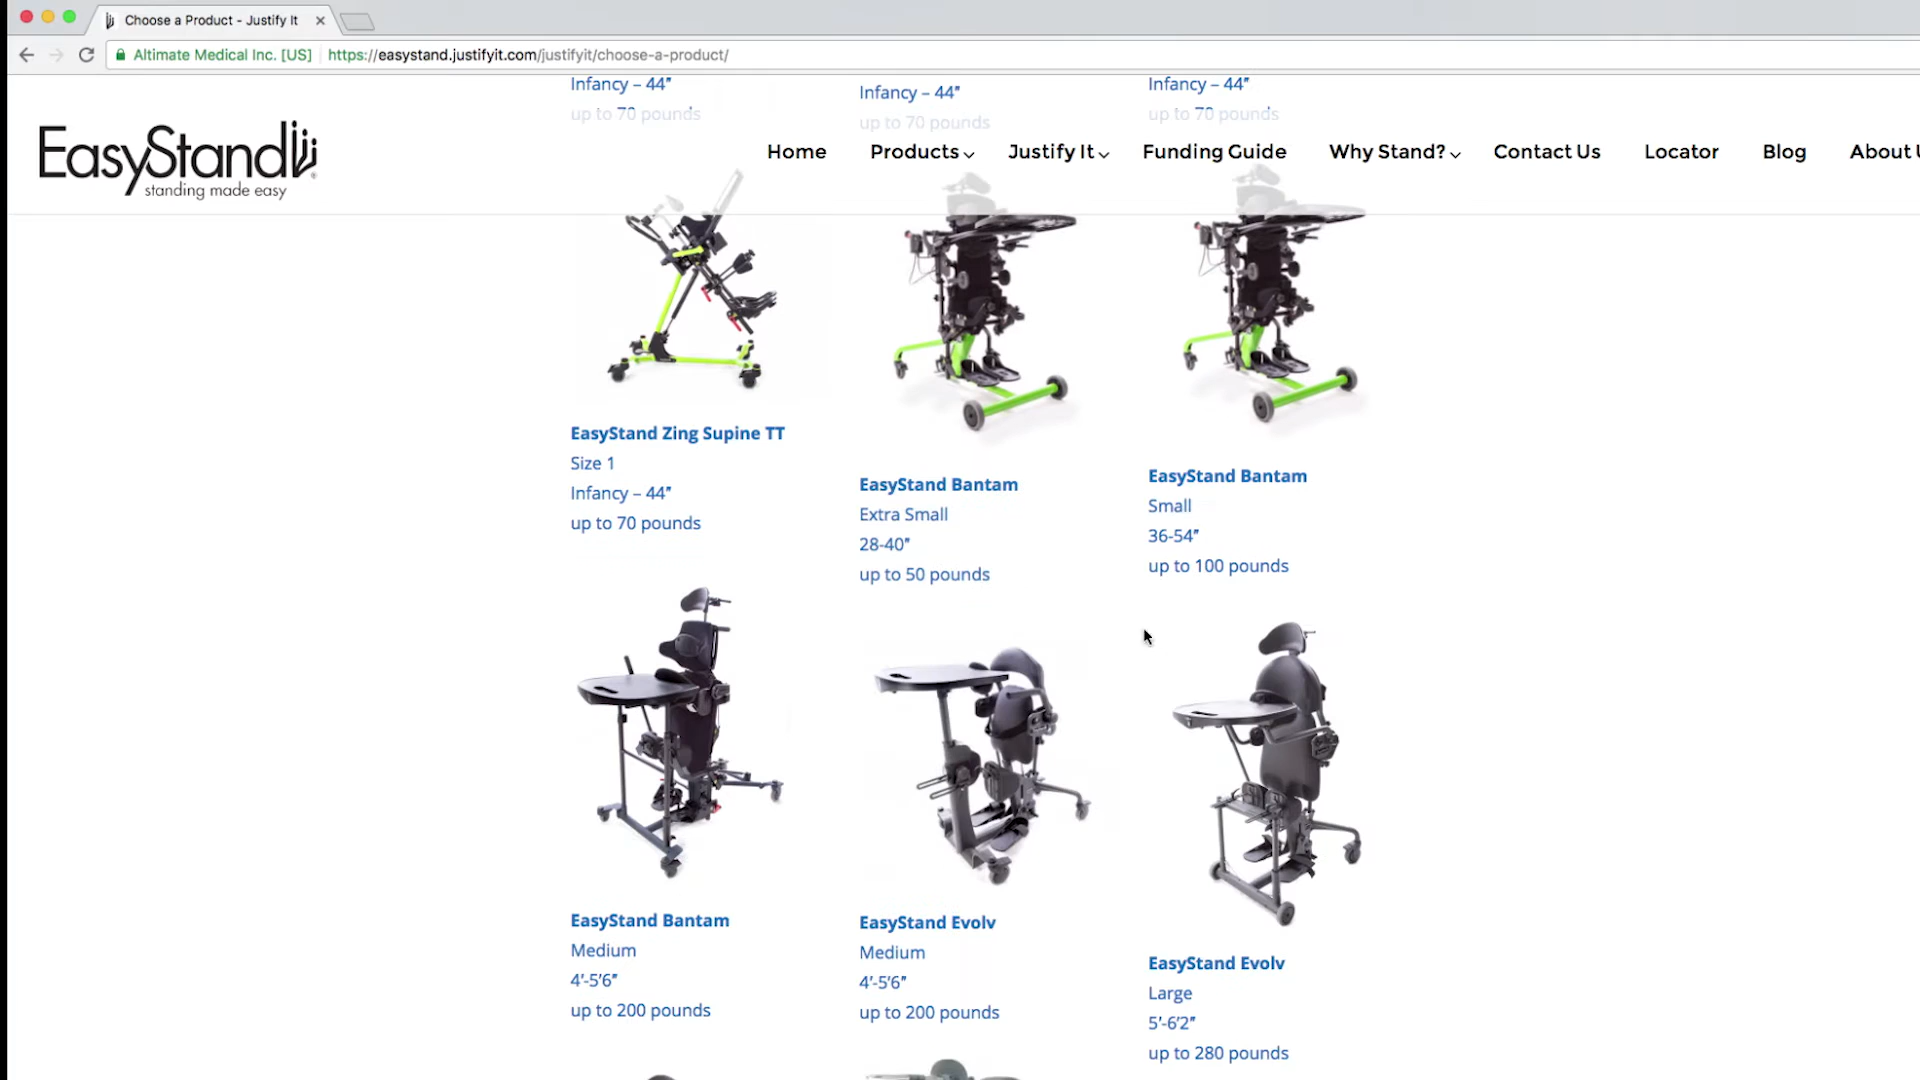 Choose a Product - Justify It
Altimate Medical Inc. [US] https://easystand.justifyit.com/justifyit/choose-a-product/
Infancy – 44”
up to 70 pounds
Infancy – 44”
up to 70 pounds
Infancy – 44”
up to 70 pounds
EasyStand
standing made easy
Home Products Justify It Funding Guide Why Stand? Contact Us Locator Blog About U
EasyStand Zing Supine TT
Size 1
Infancy – 44”
up to 70 pounds
EasyStand Bantam
Extra Small
28-40”
up to 50 pounds
EasyStand Bantam
Small
36-54”
up to 100 pounds
EasyStand Bantam
Medium
4’-5’6”
up to 200 pounds
EasyStand Evolv
Medium
4’-5’6”
up to 200 pounds
EasyStand Evolv
Large
5’-6’2”
up to 280 pounds